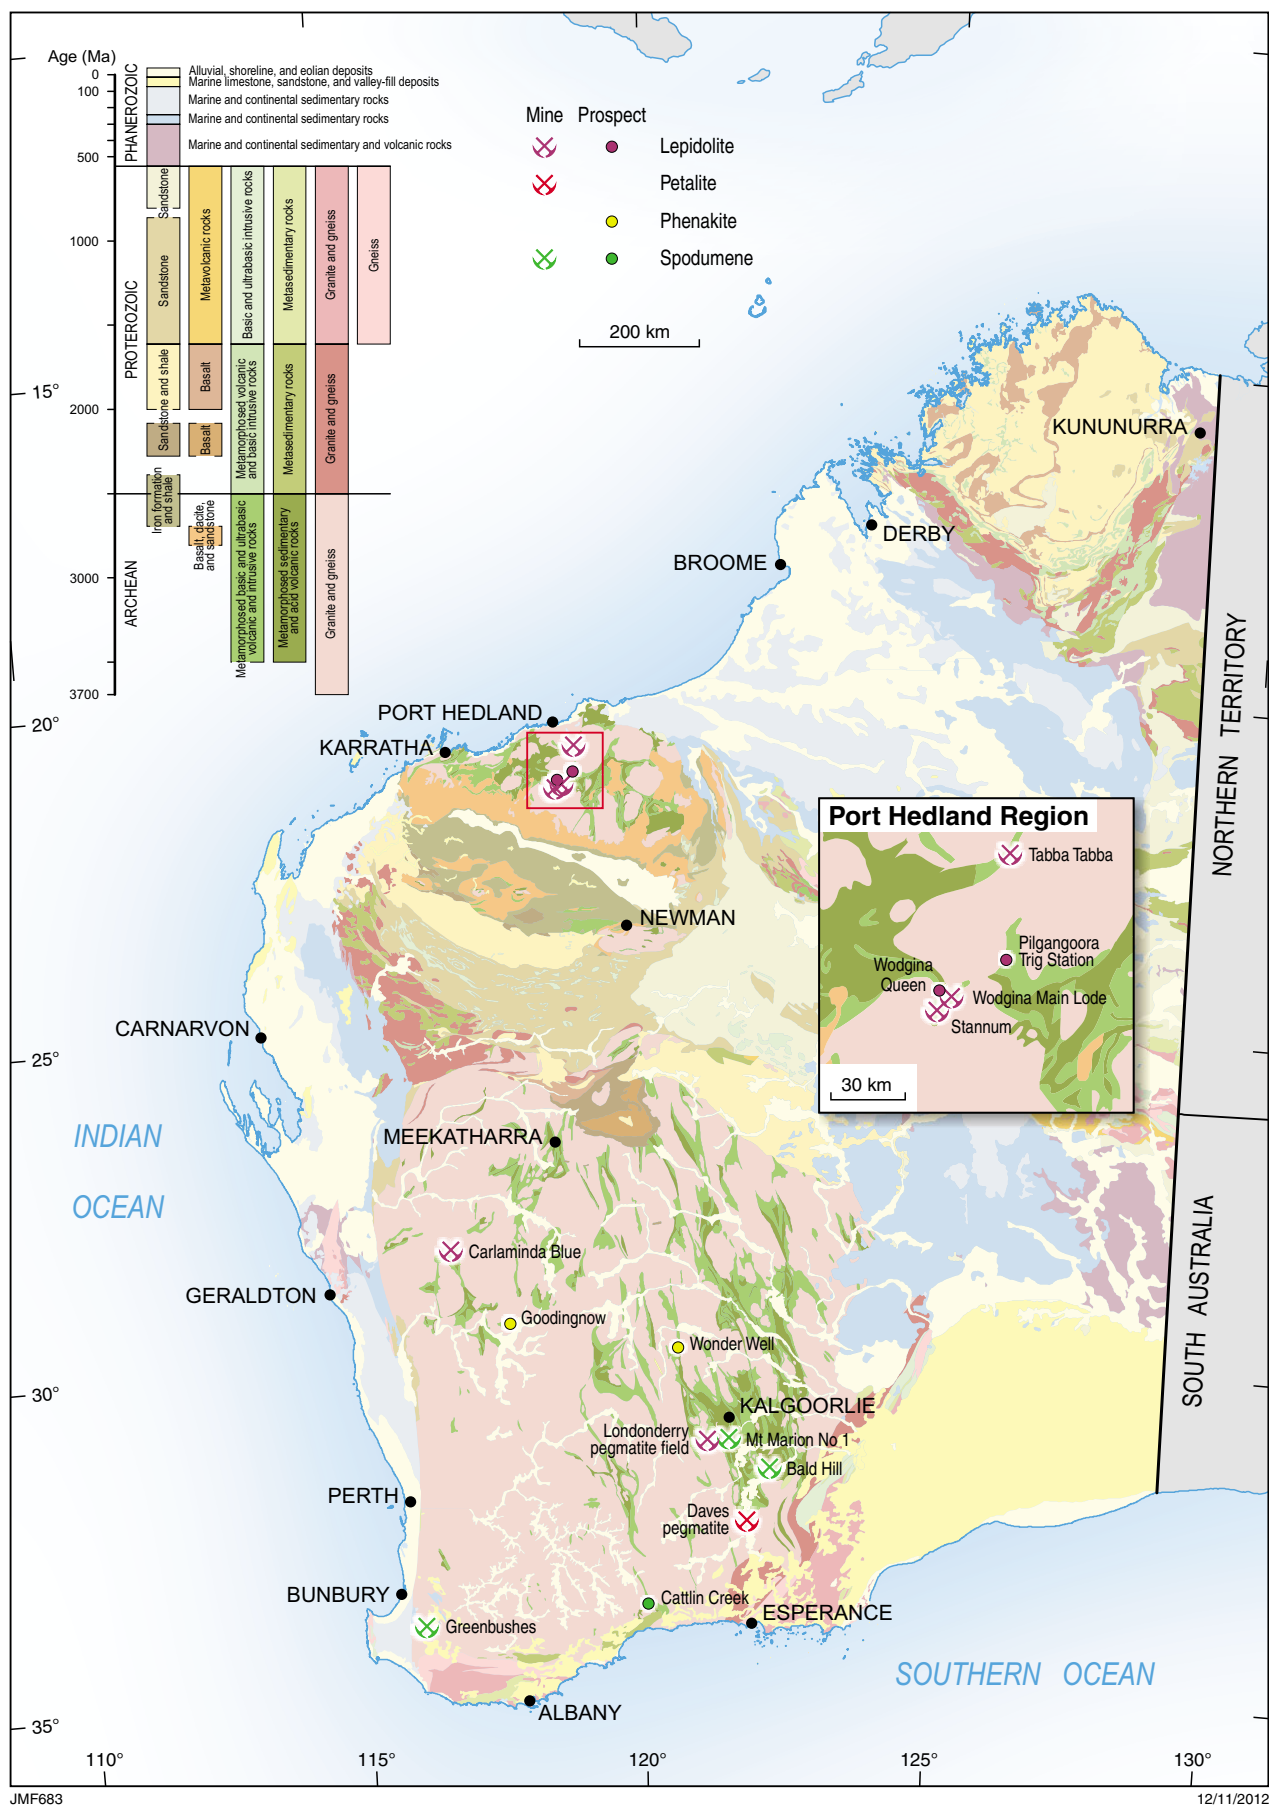 Age (Ma)
0
100
500
1000
2000
3000
3700
PHANEROZOIC
PROTEROZOIC
ARCHEAN
Alluvial, shoreline, and eolian deposits
Marine limestone, sandstone, and valley-fill deposits
Marine and continental sedimentary rocks
Marine and continental sedimentary rocks
Marine and continental sedimentary and volcanic rocks
Sandstone
Sandstone
Sandstone and shale
Sandstone
Iron formation
and shale
Metavolcanic rocks
Basalt
Basalt
Basalt, dacite,
and sandstone
Basic and ultrabasic intrusive rocks
Metamorphosed volcanic
and basic intrusive rocks
Metamorphosed basic and ultrabasic
volcanic and intrusive rocks
Metasedimentary rocks
Metasedimentary rocks
Metamorphosed sedimentary
and acid volcanic rocks
Granite and gneiss
Granite and gneiss
Granite and gneiss
Gneiss
Mine Prospect
Lepidolite
Petalite
Phenakite
Spodumene
200 km
15°
20°
25°
30°
35°
110°
115°
120°
125°
130°
KUNUNURRA
DERBY
BROOME
PORT HEDLAND
KARRATHA
NEWMAN
CARNARVON
MEEKATHARRA
GERALDTON
KALGOORLIE
PERTH
BUNBURY
ESPERANCE
ALBANY
NORTHERN TERRITORY
SOUTH AUSTRALIA
INDIAN
OCEAN
SOUTHERN OCEAN
Port Hedland Region
Tabba Tabba
Pilgangoora
Trig Station
Wodgina
Queen
Wodgina Main Lode
Stannum
30 km
Carlaminda Blue
Goodingnow
Wonder Well
Londonderry
pegmatite field
Mt Marion No 1
Bald Hill
Daves
pegmatite
Cattlin Creek
Greenbushes
JMF683
12/11/2012